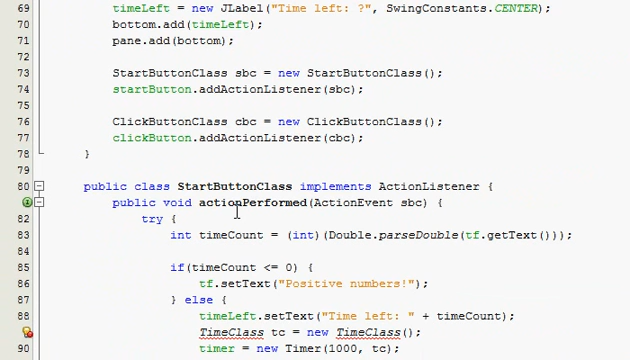 69 timeLeft = new JLabel("Time left: ?", SwingConstants.CENTER);
70 bottom.add(timeLeft);
71 pane.add(bottom);
72
73 StartButtonClass sbc = new StartButtonClass();
74 startButton.addActionListener(sbc);
75
76 ClickButtonClass cbc = new ClickButtonClass();
77 clickButton.addActionListener(cbc);
78 }
79
80 public class StartButtonClass implements ActionListener {
public void actionPerformed(ActionEvent sbc) {
82 try {
83 int timeCount = (int)(Double.parseDouble(tf.getText()));
84
85 if(timeCount <= 0) {
86 tf.setText("Positive numbers!");
87 } else {
88 timeLeft.setText("Time left: " + timeCount);
TimeClass tc = new TimeClass();
90 timer = new Timer(1000, tc);